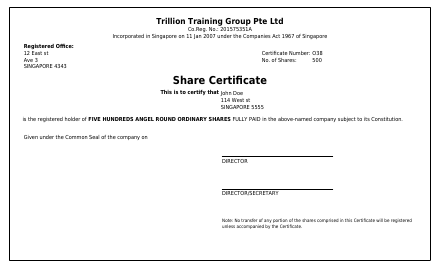 Trillion Training Group Pte Ltd
Co.Reg. No.: 201575351A
Incorporated in Singapore on 11 Jan 2007 under the Companies Act 1967 of Singapore
Registered Office:
12 East st
Ave 3
SINGAPORE 4343
Certificate Number: O38
No. of Shares: 500
Share Certificate
This is to certify that John Doe
114 West st
SINGAPORE 5555
is the registered holder of FIVE HUNDREDS ANGEL ROUND ORDINARY SHARES FULLY PAID in the above-named company subject to its Constitution.
Given under the Common Seal of the company on
DIRECTOR
DIRECTOR/SECRETARY
Note: No transfer of any portion of the shares comprised in this Certificate will be registered
unless accompanied by the Certificate.